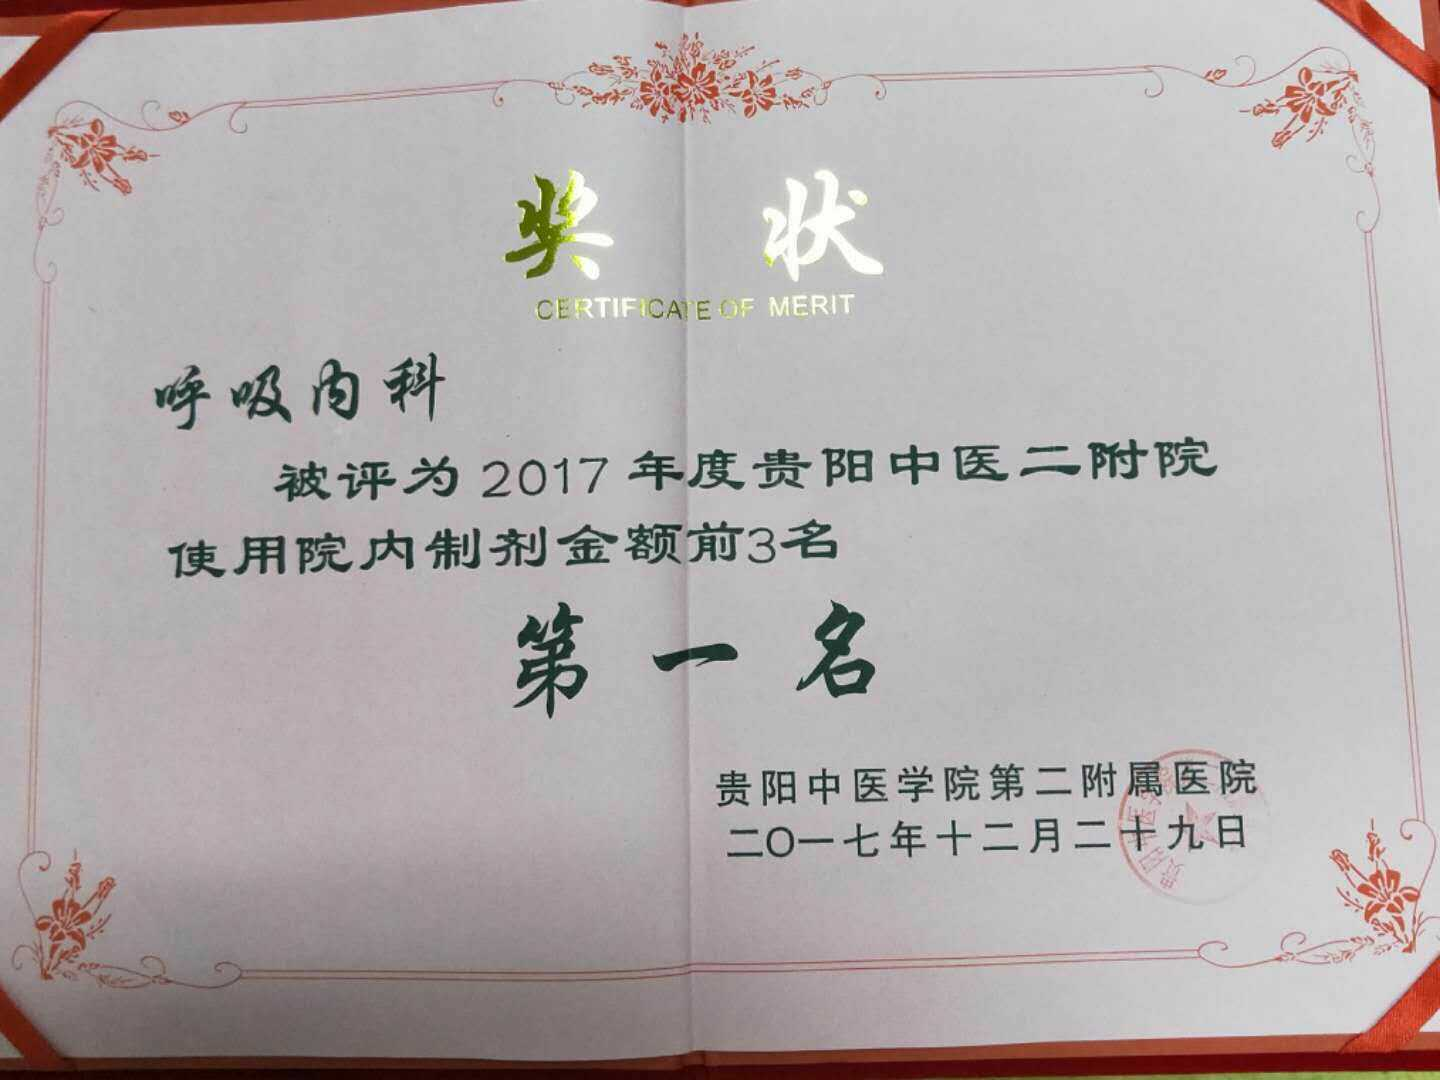 奖状
CERTIFICATE OF MERIT
呼吸内科
被评为2017年度贵阳中医二附院
使用院内制剂金额前3名
第一名
贵阳中医学院第二附属医院
二〇一七年十二月二十九日